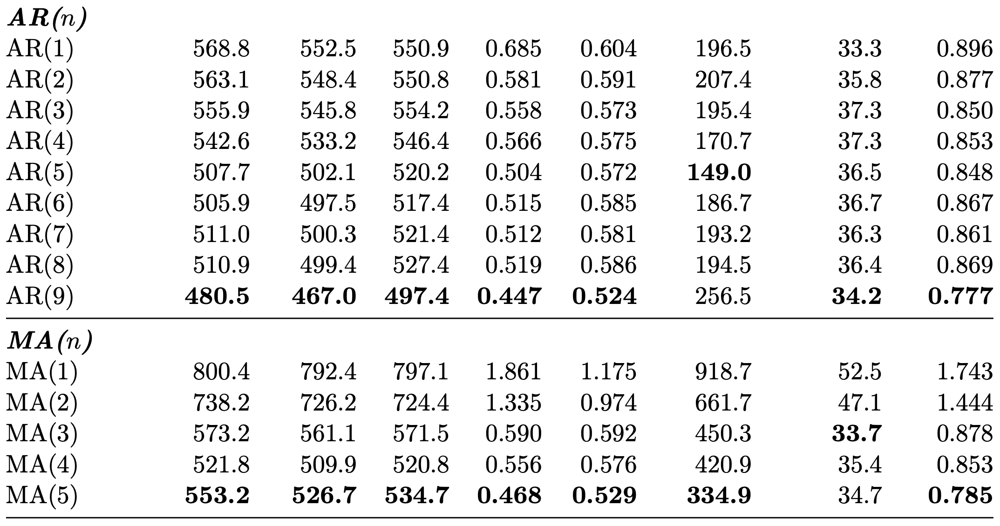 AR(n)
AR(1) 568.8 552.5 550.9 0.685 0.604 196.5 33.3 0.896
AR(2) 563.1 548.4 550.8 0.581 0.591 207.4 35.8 0.877
AR(3) 555.9 545.8 554.2 0.558 0.573 195.4 37.3 0.850
AR(4) 542.6 533.2 546.4 0.566 0.575 170.7 37.3 0.853
AR(5) 507.7 502.1 520.2 0.504 0.572 149.0 36.5 0.848
AR(6) 505.9 497.5 517.4 0.515 0.585 186.7 36.7 0.867
AR(7) 511.0 500.3 521.4 0.512 0.581 193.2 36.3 0.861
AR(8) 510.9 499.4 527.4 0.519 0.586 194.5 36.4 0.869
AR(9) 480.5 467.0 497.4 0.447 0.524 256.5 34.2 0.777
MA(n)
MA(1) 800.4 792.4 797.1 1.861 1.175 918.7 52.5 1.743
MA(2) 738.2 726.2 724.4 1.335 0.974 661.7 47.1 1.444
MA(3) 573.2 561.1 571.5 0.590 0.592 450.3 33.7 0.878
MA(4) 521.8 509.9 520.8 0.556 0.576 420.9 35.4 0.853
MA(5) 553.2 526.7 534.7 0.468 0.529 334.9 34.7 0.785